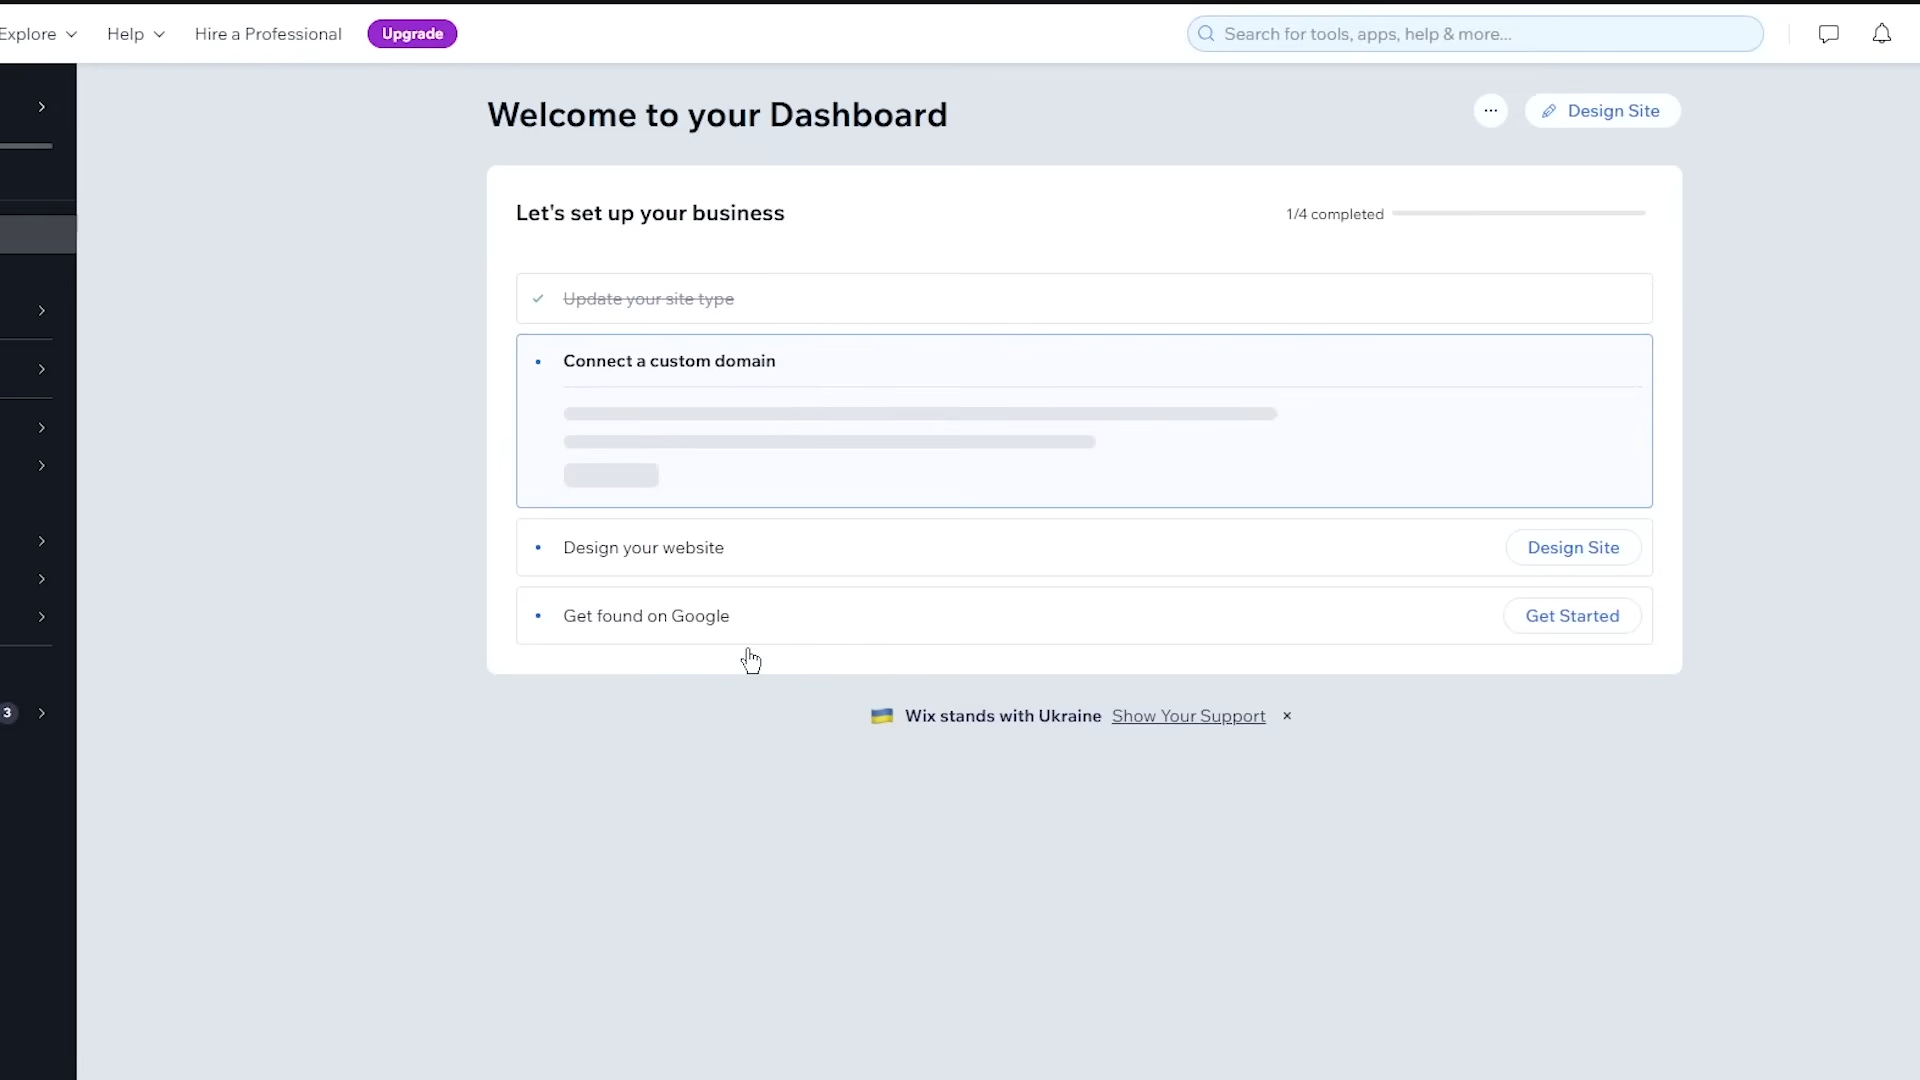 Explore
Help
Hire a Professional
Upgrade
Search for tools, apps, help & more...
Welcome to your Dashboard
Design Site
Let's set up your business
1/4 completed
Update your site type
Connect a custom domain
Design your website
Design Site
Get found on Google
Get Started
3
Wix stands with Ukraine Show Your Support